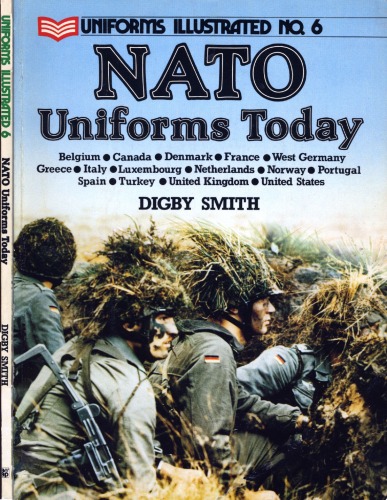 UNIFORMS ILLUSTRATED NO. 6
NATO
Uniforms Today
Belgium ● Canada ● Denmark ● France ● West Germany
Greece ● Italy ● Luxembourg ● Netherlands ● Norway ● Portugal
Spain ● Turkey ● United Kingdom ● United States
DIGBY SMITH
UNIFORMS ILLUSTRATED 6
NATO Uniforms Today
DIGBY SMITH